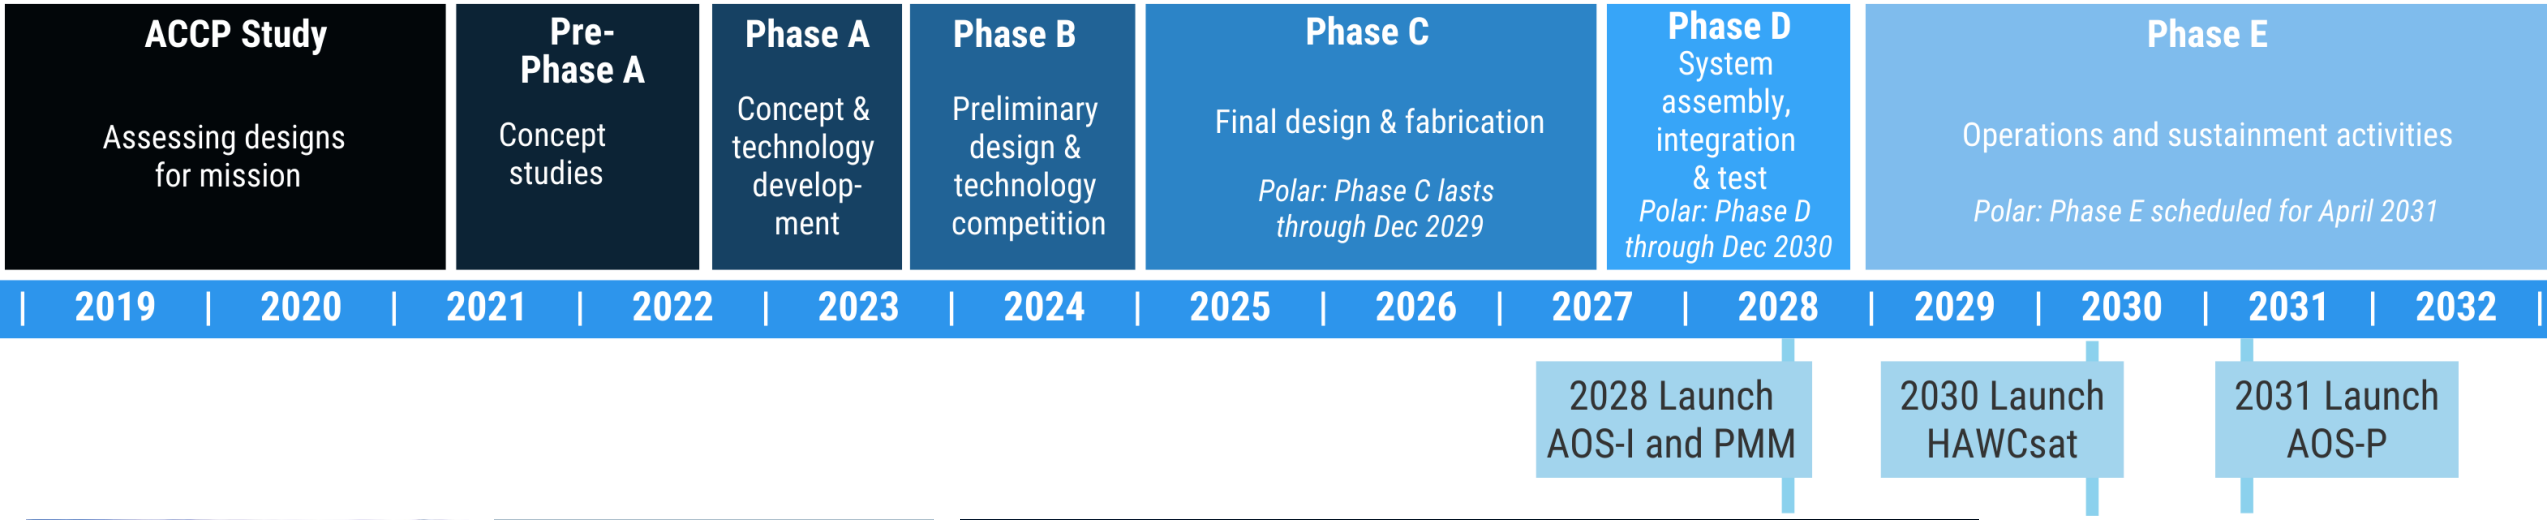 ACCP Study
Assessing designs
for mission
Pre-
Phase A
Concept
studies
Phase A
Concept &
technology
develop-
ment
Phase B
Preliminary
design &
technology
competition
Phase C
Final design & fabrication
Polar: Phase C lasts
through Dec 2029
Phase D
System
assembly,
integration
& test
Polar: Phase D
through Dec 2030
Phase E
Operations and sustainment activities
Polar: Phase E scheduled for April 2031
| 2019 | 2020 | 2021 | 2022 | 2023 | 2024 | 2025 | 2026 | 2027 | 2028 | 2029 | 2030 | 2031 | 2032 |
2028 Launch
AOS-I and PMM
2030 Launch
HAWCsat
2031 Launch
AOS-P